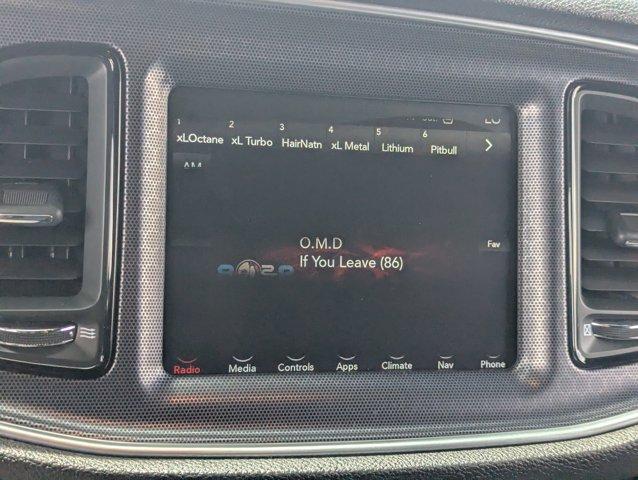 1 2 3 4 5 6
xLOctane xL Turbo HairNatn xL Metal Lithium Pitbull
AM
O.M.D
Fav
If You Leave (86)
Radio Media Controls Apps Climate Nav Phone